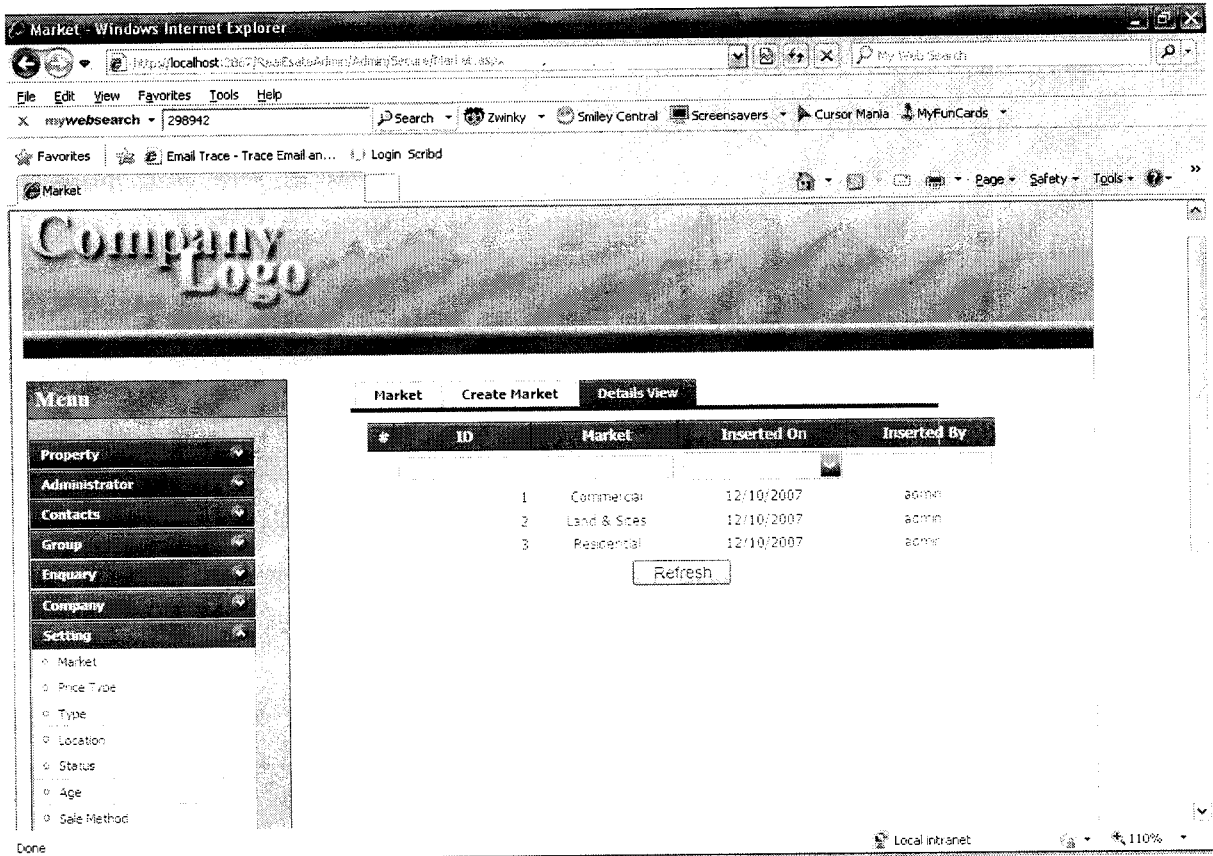 Market - Windows Internet Explorer
My Web Search
File Edit View Favorites Tools Help
x mywebsearch 298942 Search Zwinky Smiley Central Screensavers Cursor Mania MyFunCards
Favorites Email Trace - Trace Email an... Login Scribd
Market Page Safety Tools »
Company
Logo
Menu
Market Create Market Details View
# ID Market Inserted On Inserted By
Property
Administrator
Contacts
Group
Enquary
Company
Setting
1 Commercial 12/10/2007 admin
2 Land & Sites 12/10/2007 admin
3 Residential 12/10/2007 admin
Refresh
Market
Price Type
Type
Location
Status
Age
Sale Method
Done Local intranet 110%